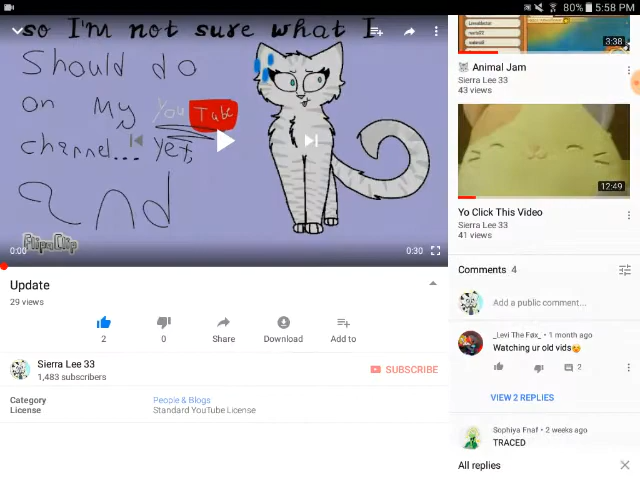 80% 5:58 PM
so I'm not sure what I
Should do
on My YouTube
channel... yet,
and
FlipaClip
0:00
0:30
Update
29 views
2
0
Share
Download
Add to
Sierra Lee 33
1,483 subscribers
SUBSCRIBE
Category People & Blogs
License Standard YouTube License
3:38
Animal Jam
Sierra Lee 33
43 views
12:49
Yo Click This Video
Sierra Lee 33
41 views
Comments 4
Add a public comment...
_Levi The Føx_ • 1 month ago
Watching ur old vids
2
VIEW 2 REPLIES
Sophiya Fnaf • 2 weeks ago
TRACED
All replies